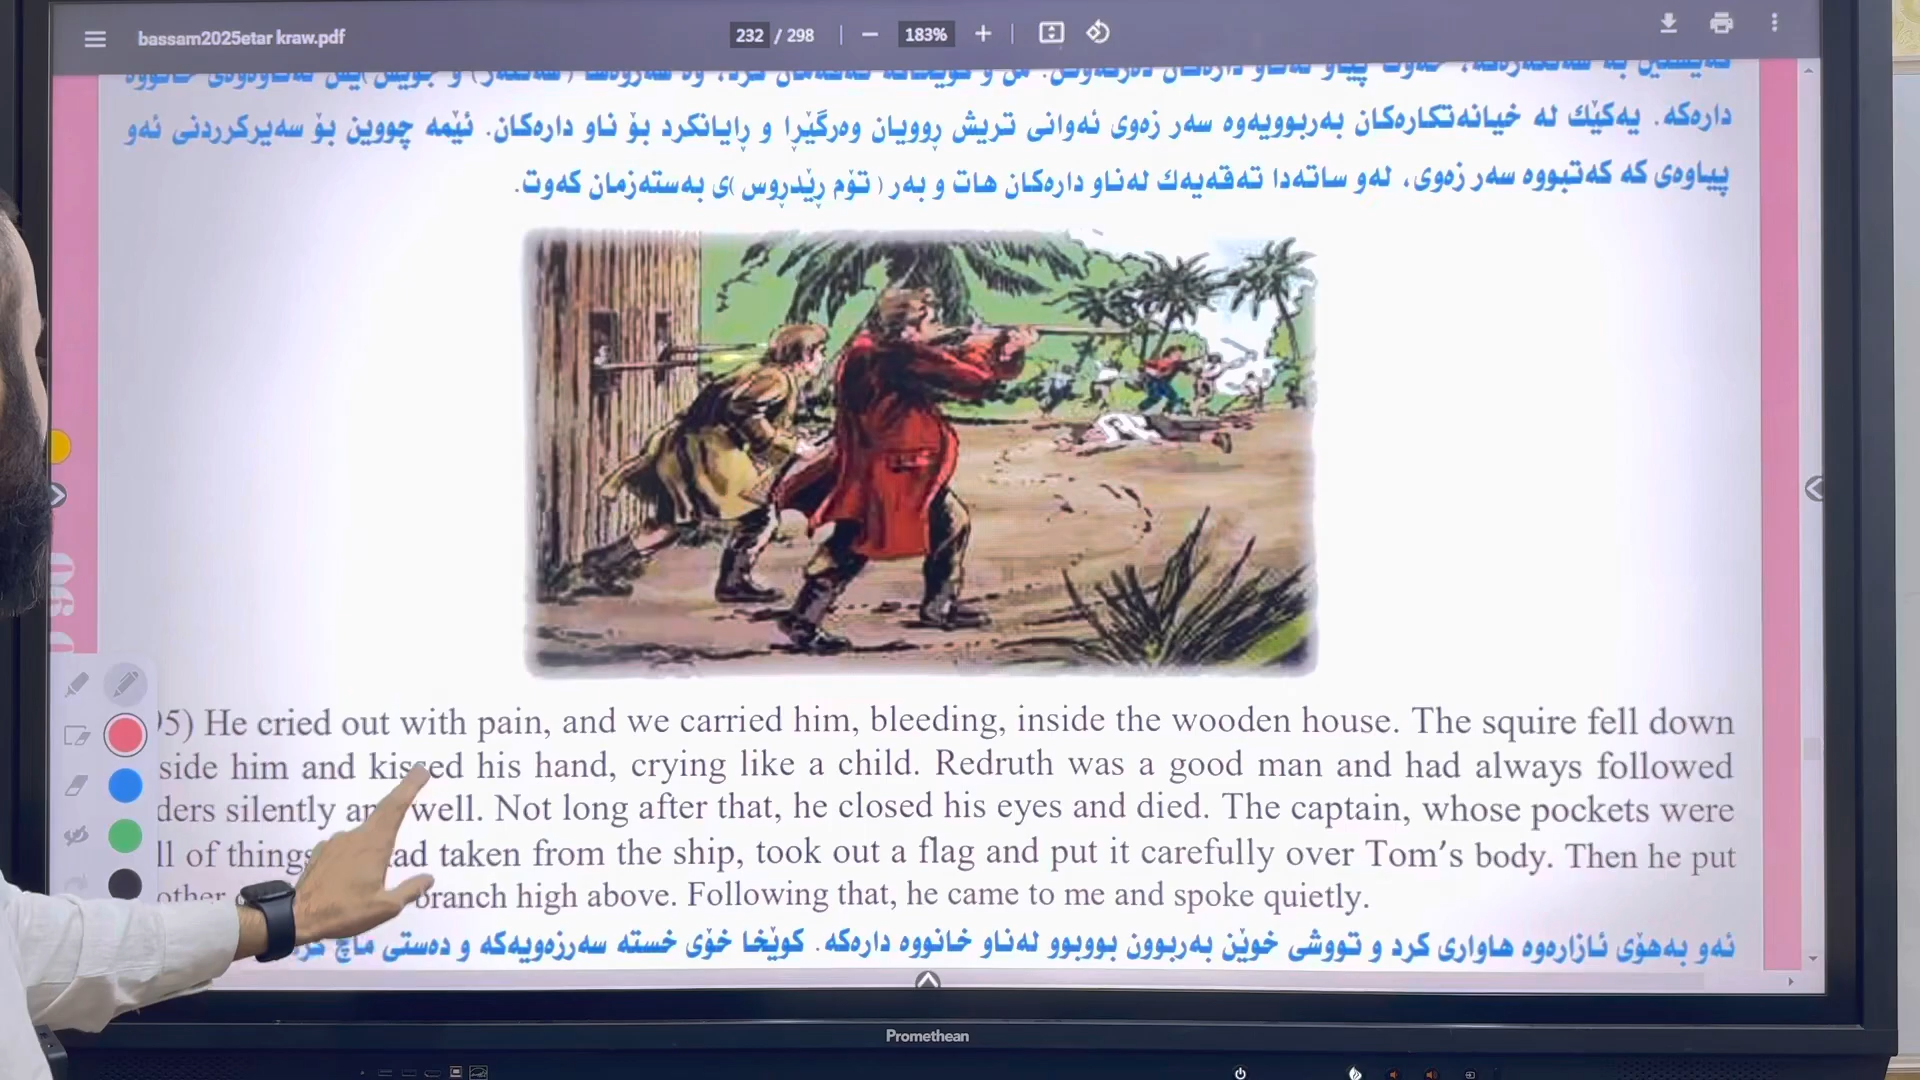 bassam2025etar kraw.pdf
232 / 298
183%
دارەکە. یەکێك لە خیانەتکارەکان بەربوویەوە سەر زەوی ئەوانی تریش ڕوویان وەرگێڕا و ڕایانکرد بۆ ناو دارەکان. ئێمە چووین بۆ سەیرکردنی ئەو
پیاوەی کە کەتبووە سەر زەوی، لەو ساتەدا تەقەیەك لەناو دارەکان هات و بەر ( تۆم ڕێدروس )ی بەستەزمان کەوت.
95) He cried out with pain, and we carried him, bleeding, inside the wooden house. The squire fell down
side him and kissed his hand, crying like a child. Redruth was a good man and had always followed
ders silently an well. Not long after that, he closed his eyes and died. The captain, whose pockets were
ll of things ad taken from the ship, took out a flag and put it carefully over Tom's body. Then he put
other branch high above. Following that, he came to me and spoke quietly.
ئەو بەهۆی ئازارەوە هاواری کرد و تووشی خوێن بەربوون بووبوو لەناو خانووە دارەکە. کوێخا خۆی خستە سەرزەویەکە و دەستی ماچ
Promethean